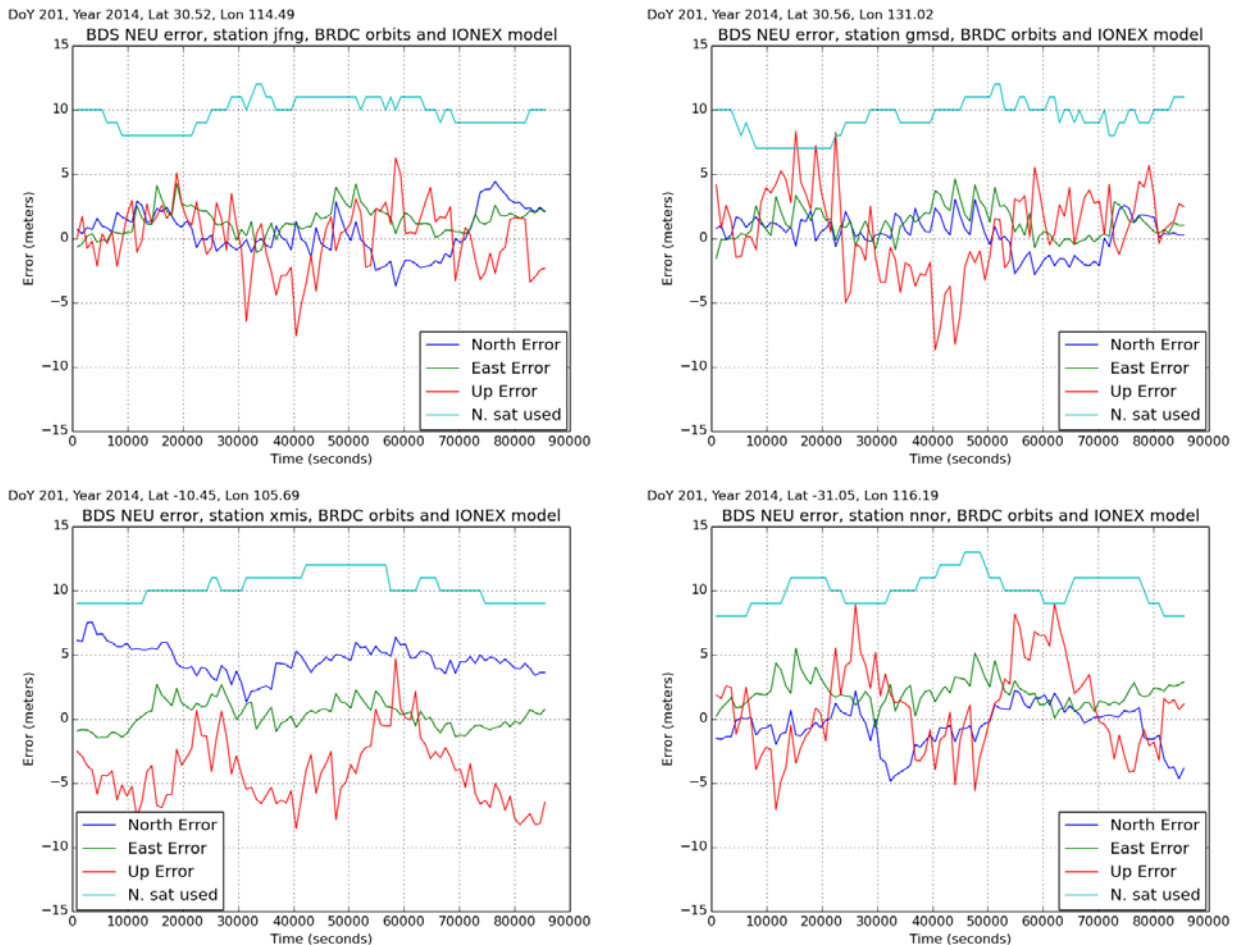 DoY 201, Year 2014, Lat 30.52, Lon 114.49
BDS NEU error, station jfng, BRDC orbits and IONEX model
15
10
5
0
−5
−10
−15
Error (meters)
North Error
East Error
Up Error
N. sat used
0 10000 20000 30000 40000 50000 60000 70000 80000 90000
Time (seconds)
DoY 201, Year 2014, Lat 30.56, Lon 131.02
BDS NEU error, station gmsd, BRDC orbits and IONEX model
15
10
5
0
−5
−10
−15
Error (meters)
North Error
East Error
Up Error
N. sat used
0 10000 20000 30000 40000 50000 60000 70000 80000 90000
Time (seconds)
DoY 201, Year 2014, Lat -10.45, Lon 105.69
BDS NEU error, station xmis, BRDC orbits and IONEX model
15
10
5
0
−5
−10
−15
Error (meters)
North Error
East Error
Up Error
N. sat used
0 10000 20000 30000 40000 50000 60000 70000 80000 90000
Time (seconds)
DoY 201, Year 2014, Lat -31.05, Lon 116.19
BDS NEU error, station nnor, BRDC orbits and IONEX model
15
10
5
0
−5
−10
−15
Error (meters)
North Error
East Error
Up Error
N. sat used
0 10000 20000 30000 40000 50000 60000 70000 80000 90000
Time (seconds)